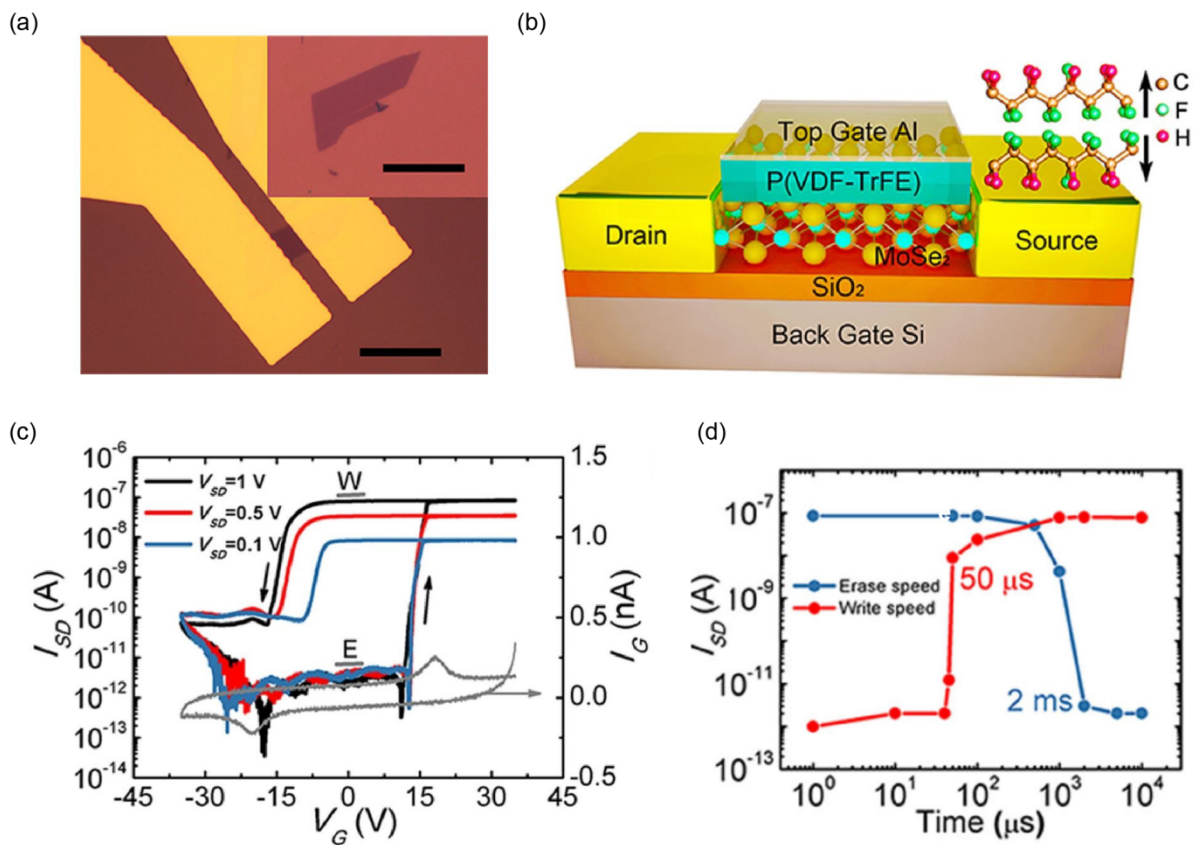 (a)
(b)
Top Gate Al
P(VDF-TrFE)
Drain
Source
MoSe₂
SiO₂
Back Gate Si
C
F
H
(c)
10⁻⁶
10⁻⁷
10⁻⁸
10⁻⁹
10⁻¹⁰
10⁻¹¹
10⁻¹²
10⁻¹³
10⁻¹⁴
I_SD (A)
V_SD=1 V
V_SD=0.5 V
V_SD=0.1 V
W
E
1.5
1.0
0.5
0.0
-0.5
I_G (nA)
-45 -30 -15 0 15 30 45
V_G (V)
(d)
10⁻⁷
10⁻⁹
10⁻¹¹
10⁻¹³
I_SD (A)
Erase speed
Write speed
50 μs
2 ms
10⁰ 10¹ 10² 10³ 10⁴
Time (μs)